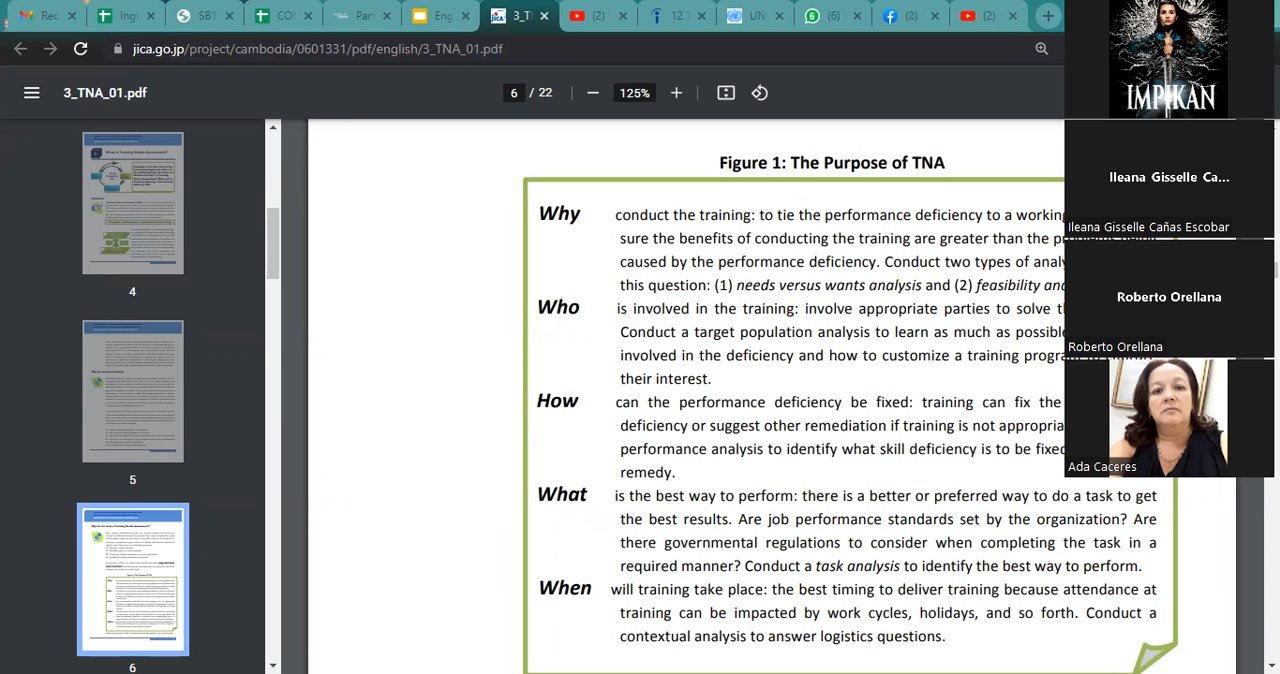 Rec
Ingl
SB1
CO
Part
Eng
3_T
(2)
12
UN
(6)
(2)
(2)
jica.go.jp/project/cambodia/0601331/pdf/english/3_TNA_01.pdf
3_TNA_01.pdf
6 / 22
125%
4
5
6
Figure 1: The Purpose of TNA
Why conduct the training: to tie the performance deficiency to a working
sure the benefits of conducting the training are greater than the
caused by the performance deficiency. Conduct two types of
this question: (1) needs versus wants analysis and (2) feasibility
Who is involved in the training: involve appropriate parties to solve
Conduct a target population analysis to learn as much as possible
involved in the deficiency and how to customize a training
their interest.
How can the performance deficiency be fixed: training can fix the
deficiency or suggest other remediation if training is not
performance analysis to identify what skill deficiency is to be fixed
remedy.
What is the best way to perform: there is a better or preferred way to do a task to get
the best results. Are job performance standards set by the organization? Are
there governmental regulations to consider when completing the task in a
required manner? Conduct a task analysis to identify the best way to perform.
When will training take place: the best timing to deliver training because attendance at
training can be impacted by work cycles, holidays, and so forth. Conduct a
contextual analysis to answer logistics questions.
IMPIKAN
Ileana Gisselle Ca...
Ileana Gisselle Cañas Escobar
Roberto Orellana
Roberto Orellana
Ada Caceres